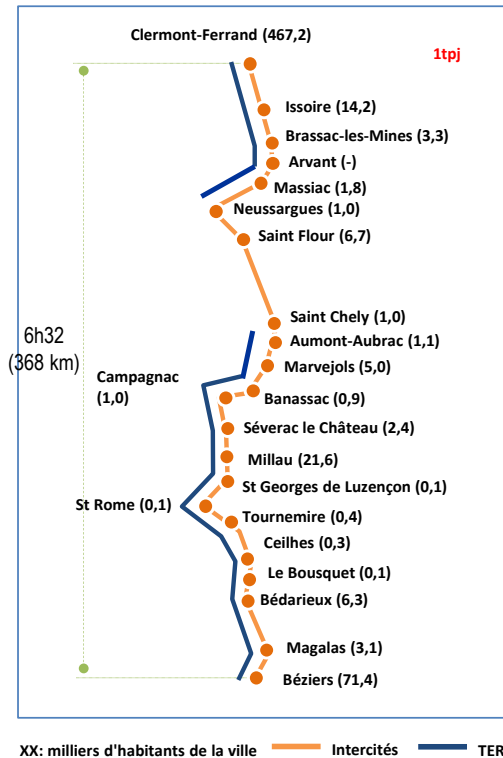 Clermont-Ferrand (467,2)
1tpj
Issoire (14,2)
Brassac-les-Mines (3,3)
Arvant (-)
Massiac (1,8)
Neussargues (1,0)
Saint Flour (6,7)
Saint Chely (1,0)
6h32
(368 km)
Aumont-Aubrac (1,1)
Marvejols (5,0)
Campagnac
(1,0)
Banassac (0,9)
Séverac le Château (2,4)
Millau (21,6)
St Georges de Luzençon (0,1)
St Rome (0,1)
Tournemire (0,4)
Ceilhes (0,3)
Le Bousquet (0,1)
Bédarieux (6,3)
Magalas (3,1)
Béziers (71,4)
XX: milliers d'habitants de la ville Intercités TER